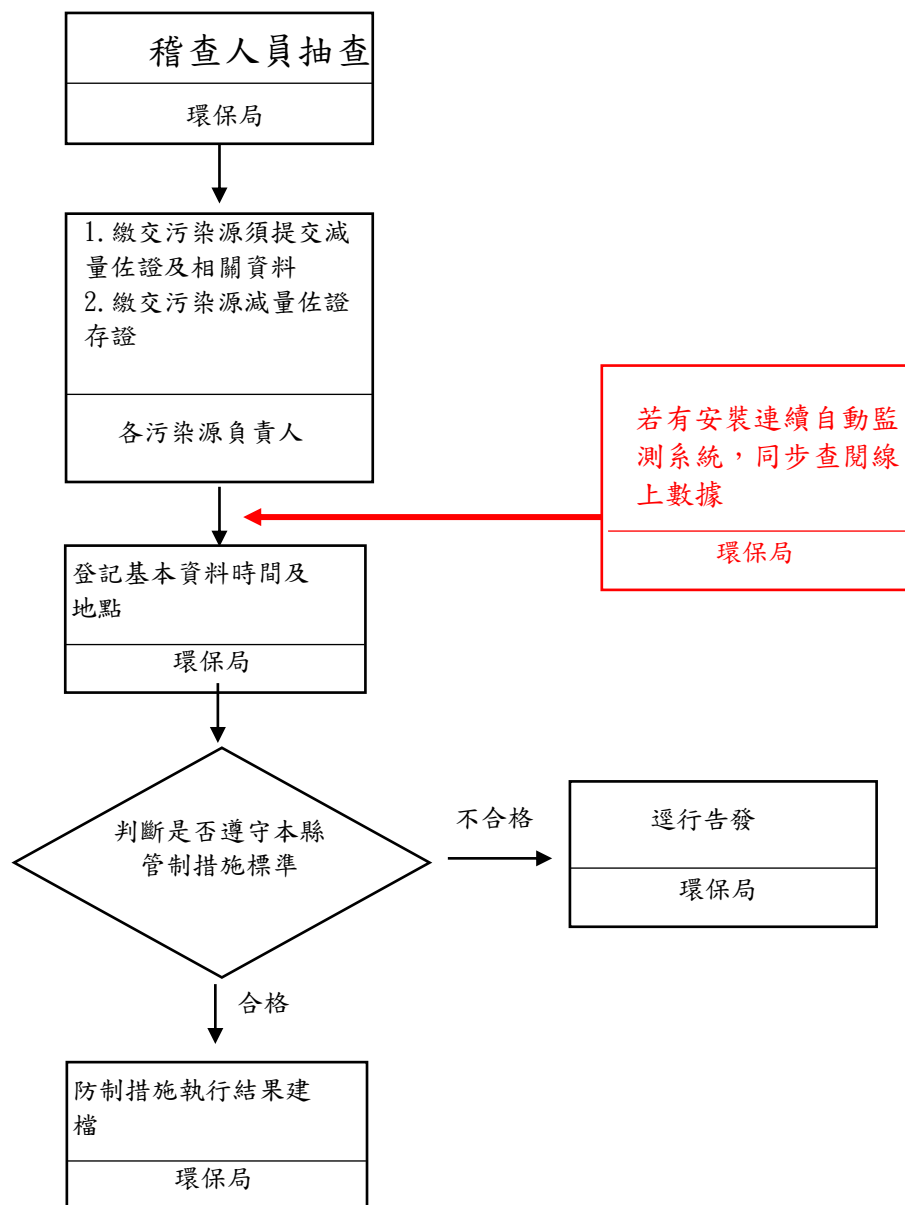 稽查人員抽查
環保局
1.繳交污染源須提交減
量佐證及相關資料
2.繳交污染源減量佐證
存證
各污染源負責人
若有安裝連續自動監
測系統，同步查閱線
上數據
環保局
登記基本資料時間及
地點
環保局
判斷是否遵守本縣
管制措施標準
不合格
逕行告發
環保局
合格
防制措施執行結果建
檔
環保局